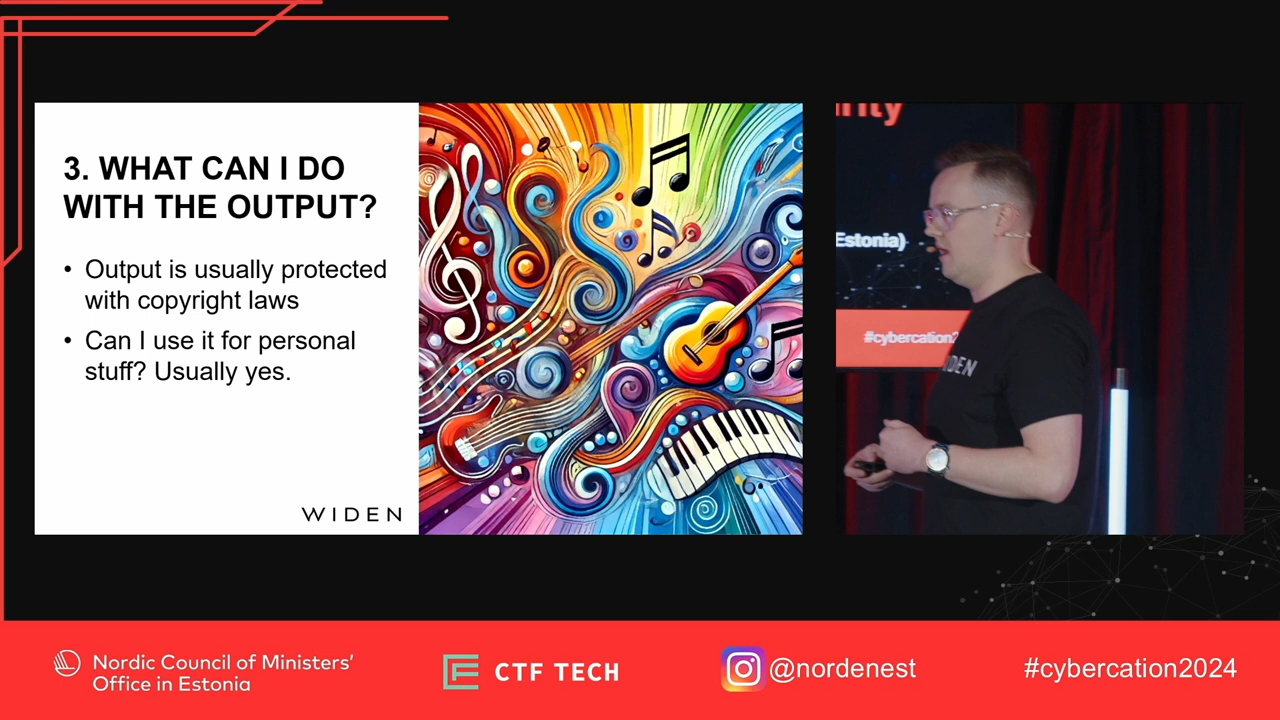 3. WHAT CAN I DO
WITH THE OUTPUT?
• Output is usually protected
with copyright laws
• Can I use it for personal
stuff? Usually yes.
WIDEN
Estonia)
#cybercation2
DEN
Nordic Council of Ministers’
Office in Estonia
CTF TECH
@nordenest
#cybercation2024